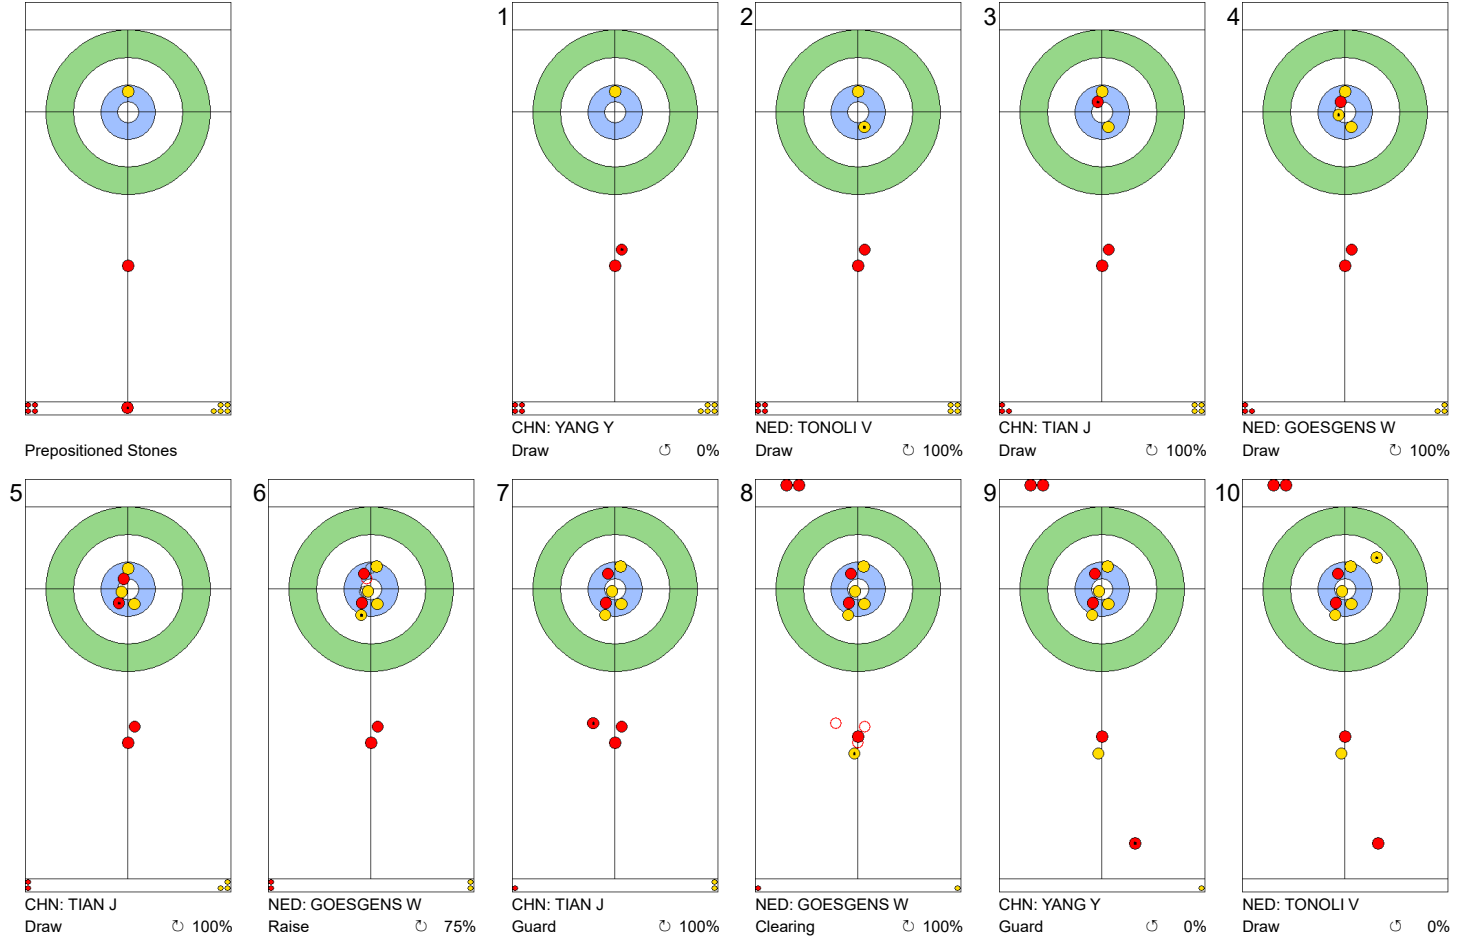 Prepositioned Stones
1
CHN: YANG Y
Draw ↺ 0%
2
NED: TONOLI V
Draw ↻ 100%
3
CHN: TIAN J
Draw ↻ 100%
4
NED: GOESGENS W
Draw ↻ 100%
5
CHN: TIAN J
Draw ↻ 100%
6
NED: GOESGENS W
Raise ↻ 75%
7
CHN: TIAN J
Guard ↻ 100%
8
NED: GOESGENS W
Clearing ↻ 100%
9
CHN: YANG Y
Guard ↺ 0%
10
NED: TONOLI V
Draw ↺ 0%